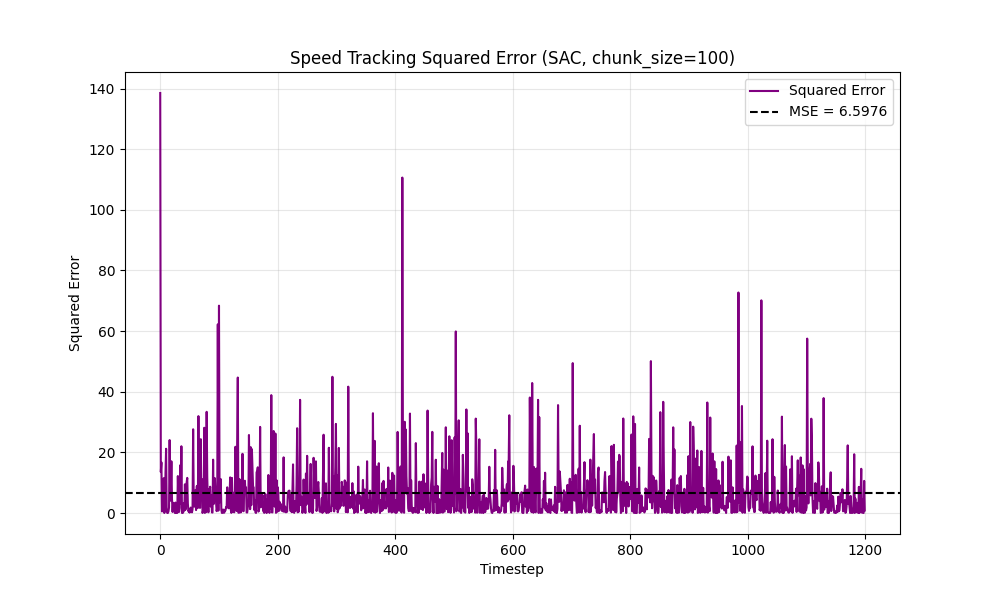 Speed Tracking Squared Error (SAC, chunk_size=100)
Squared Error
MSE = 6.5976
140
120
100
80
60
40
20
0
Squared Error
0 200 400 600 800 1000 1200
Timestep